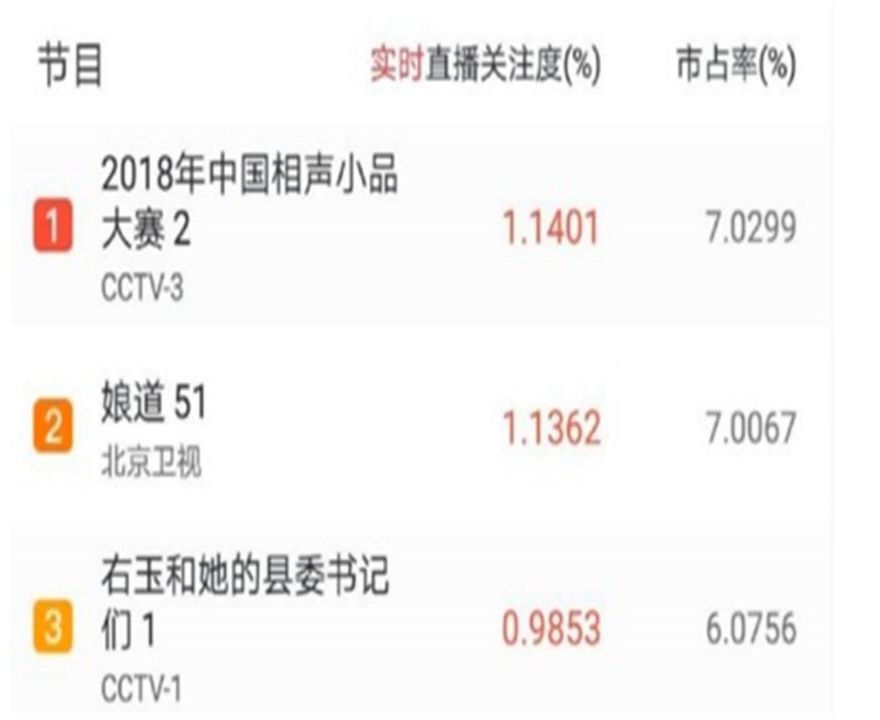 节目 实时直播关注度(%) 市占率(%)
2018年中国相声小品
1 大赛 2 1.1401 7.0299
CCTV-3
娘道 51
2 1.1362 7.0067
北京卫视
右玉和她的县委书记
3 们 1 0.9853 6.0756
CCTV-1